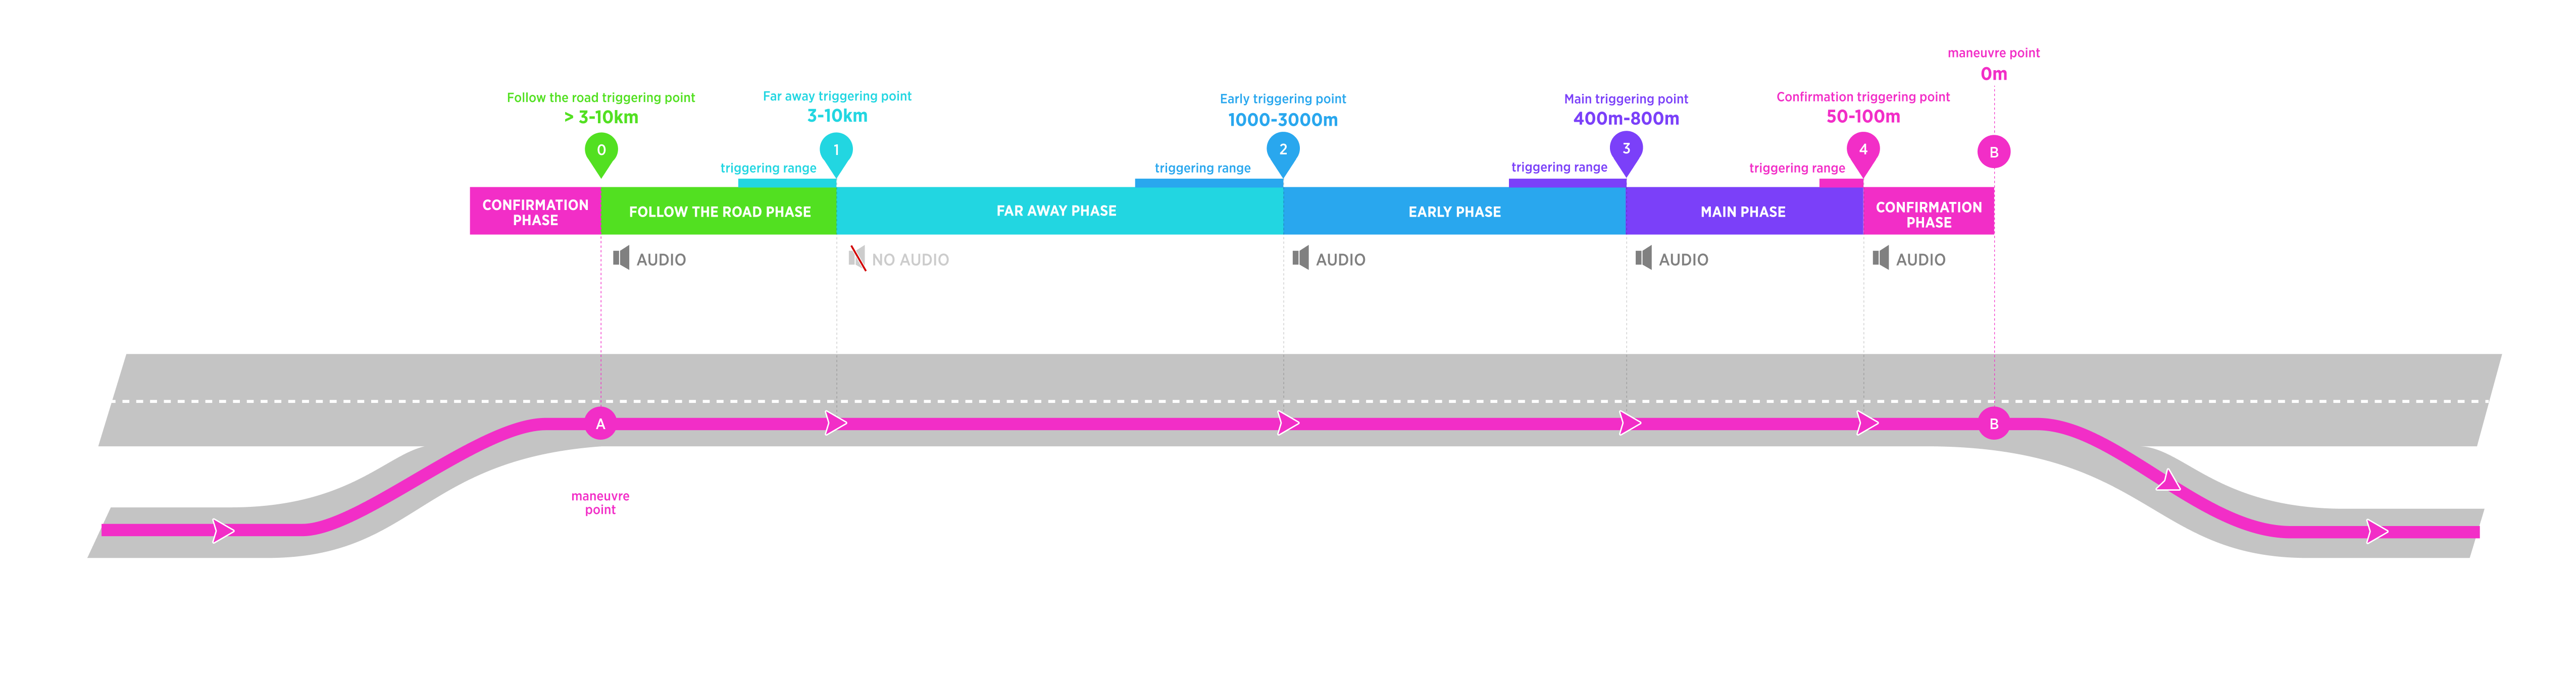 maneuvre point
0m
Follow the road triggering point
> 3-10km
Far away triggering point
3-10km
Early triggering point
1000-3000m
Main triggering point
400m-800m
Confirmation triggering point
50-100m
0
1
2
3
4
B
triggering range
triggering range
triggering range
triggering range
CONFIRMATION
PHASE
FOLLOW THE ROAD PHASE
FAR AWAY PHASE
EARLY PHASE
MAIN PHASE
CONFIRMATION
PHASE
AUDIO
NO AUDIO
AUDIO
AUDIO
AUDIO
A
B
maneuvre
point